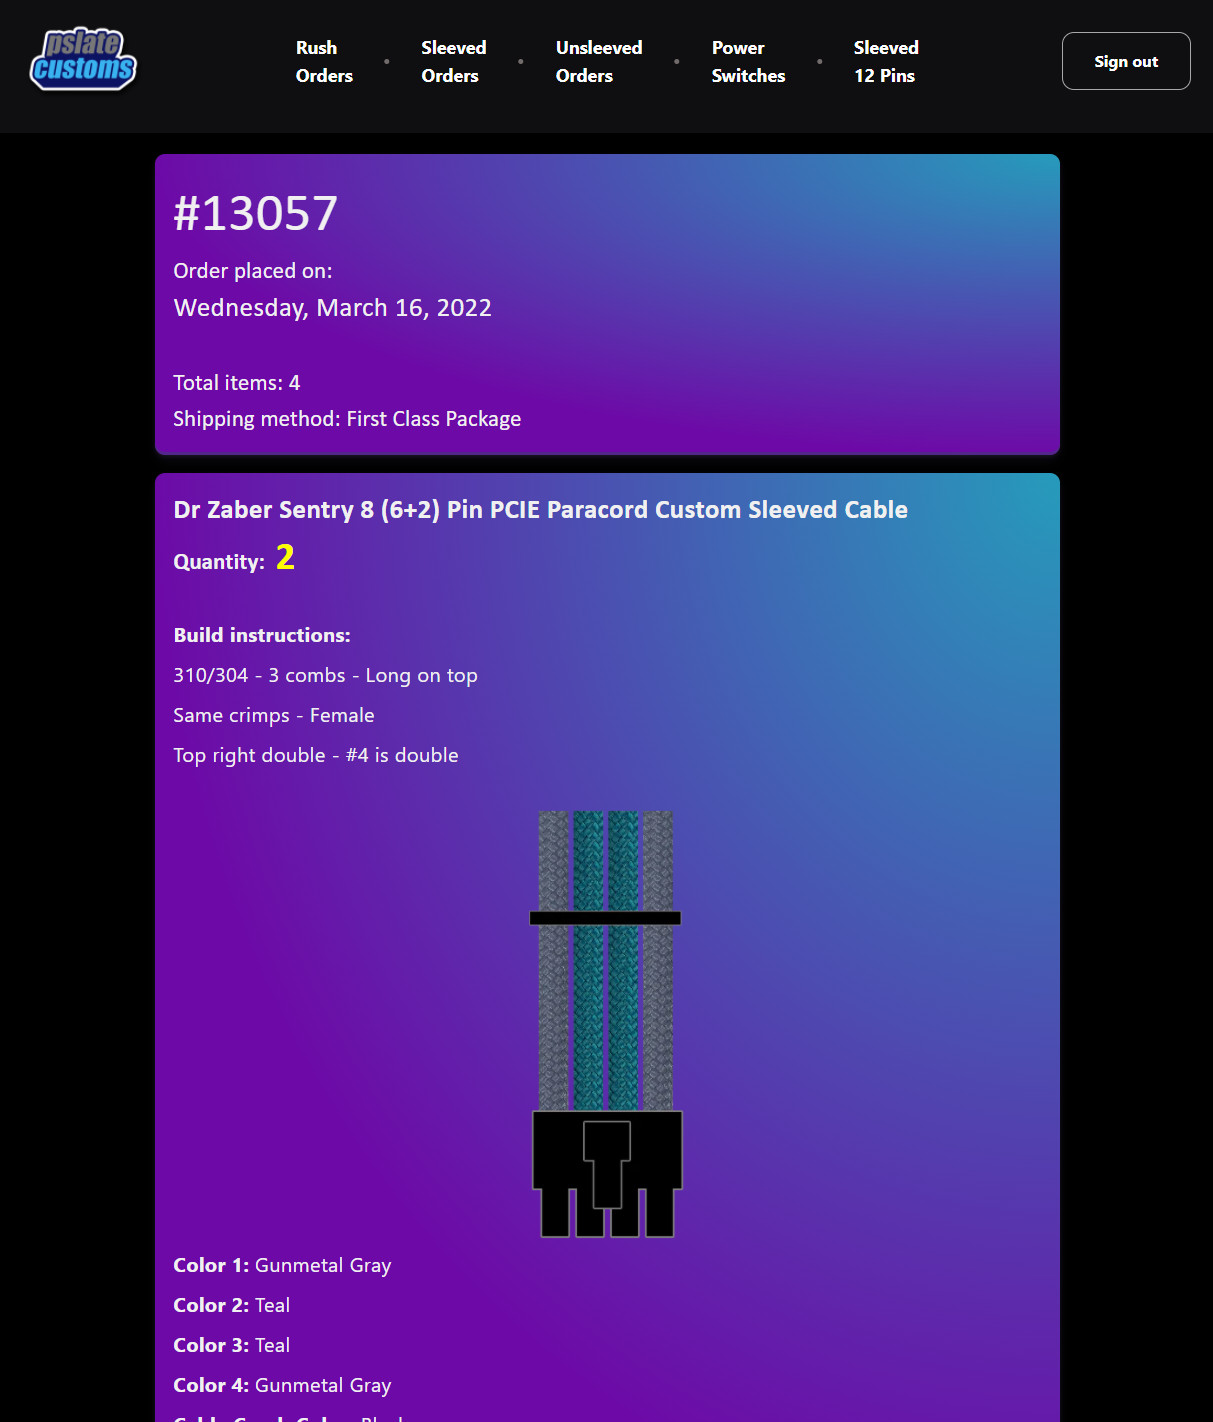 pslate
customs
Rush
Orders
Sleeved
Orders
Unsleeved
Orders
Power
Switches
Sleeved
12 Pins
Sign out
#13057
Order placed on:
Wednesday, March 16, 2022
Total items: 4
Shipping method: First Class Package
Dr Zaber Sentry 8 (6+2) Pin PCIE Paracord Custom Sleeved Cable
Quantity: 2
Build instructions:
310/304 - 3 combs - Long on top
Same crimps - Female
Top right double - #4 is double
Color 1: Gunmetal Gray
Color 2: Teal
Color 3: Teal
Color 4: Gunmetal Gray